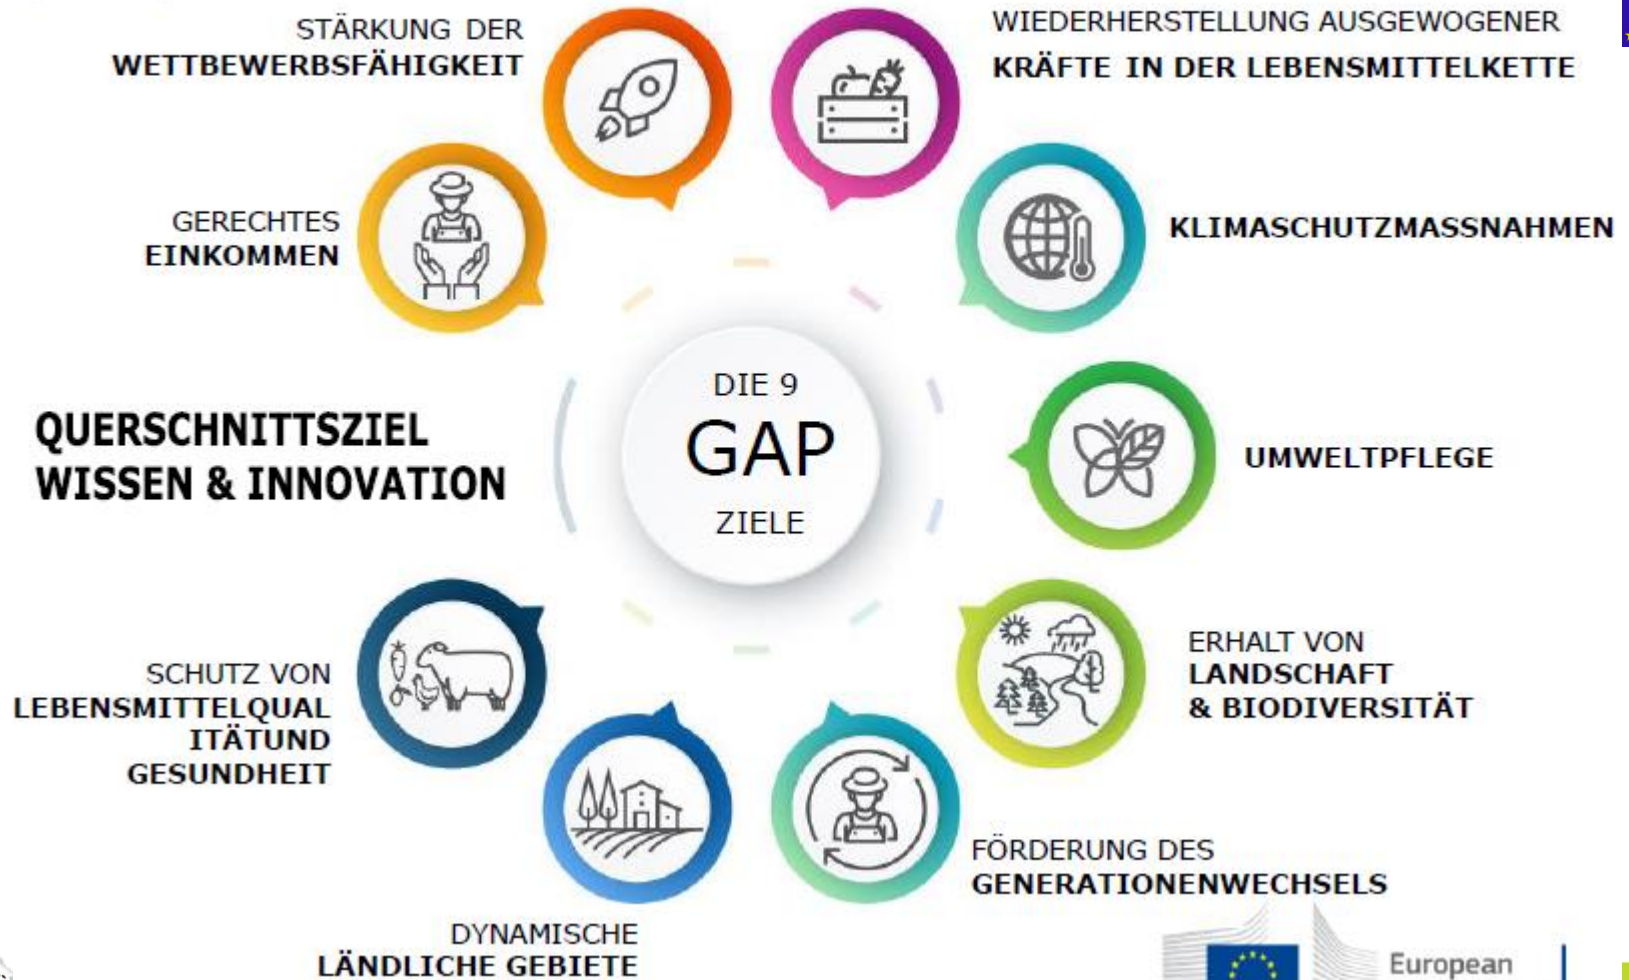 STÄRKUNG DER
WETTBEWERBSFÄHIGKEIT
WIEDERHERSTELLUNG AUSGEWOGENER
KRÄFTE IN DER LEBENSMITTELKETTE
GERECHTES
EINKOMMEN
KLIMASCHUTZMASSNAHMEN
DIE 9
GAP
ZIELE
QUERSCHNITTSZIEL
WISSEN & INNOVATION
UMWELTPFLEGE
SCHUTZ VON
LEBENSMITTELQUAL
ITÄTUND
GESUNDHEIT
ERHALT VON
LANDSCHAFT
& BIODIVERSITÄT
FÖRDERUNG DES
GENERATIONENWECHSELS
DYNAMISCHE
LÄNDLICHE GEBIETE
European